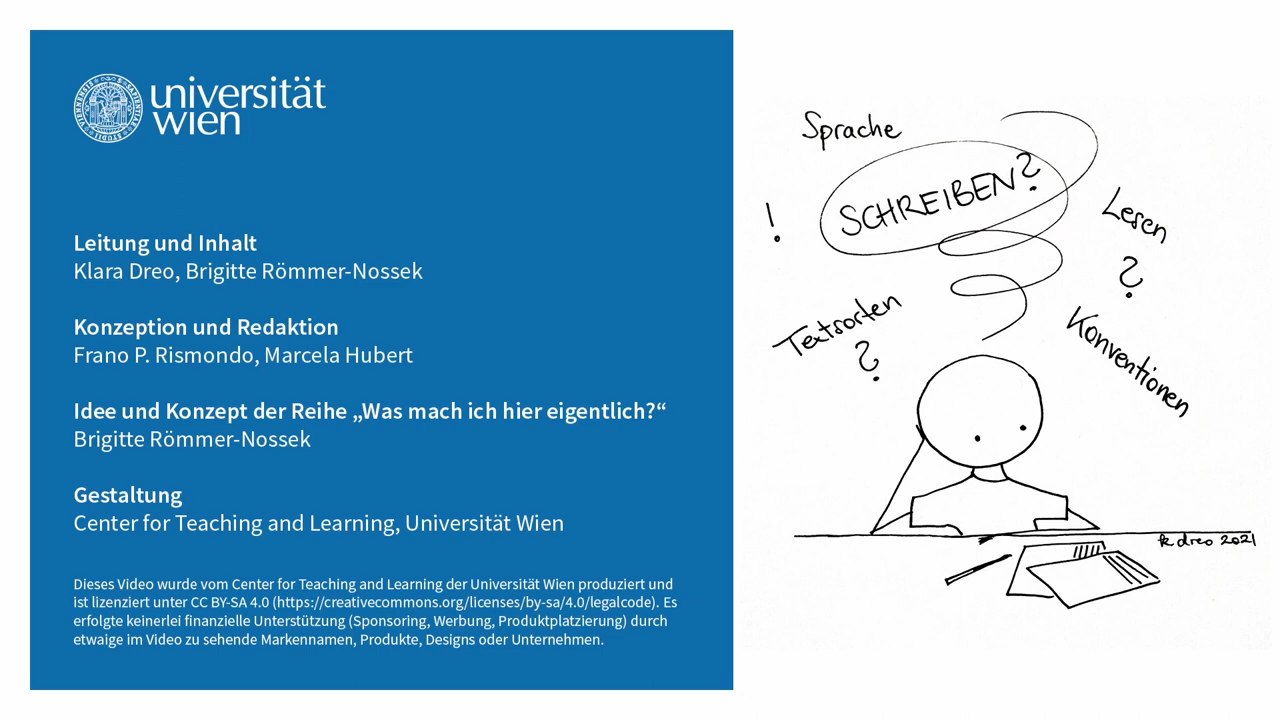 universität
wien
Leitung und Inhalt
Klara Dreo, Brigitte Römmer-Nossek
Konzeption und Redaktion
Frano P. Rismondo, Marcela Hubert
Idee und Konzept der Reihe „Was mach ich hier eigentlich?“
Brigitte Römmer-Nossek
Gestaltung
Center for Teaching and Learning, Universität Wien
Dieses Video wurde vom Center for Teaching and Learning der Universität Wien produziert und
ist lizenziert unter CC BY-SA 4.0 (https://creativecommons.org/licenses/by-sa/4.0/legalcode). Es
erfolgte keinerlei finanzielle Unterstützung (Sponsoring, Werbung, Produktplatzierung) durch
etwaige im Video zu sehende Markennamen, Produkte, Designs oder Unternehmen.
Sprache
SCHREIBEN?
!
Lesen
?
Textsorten
?
Konventionen
k dreo 2021